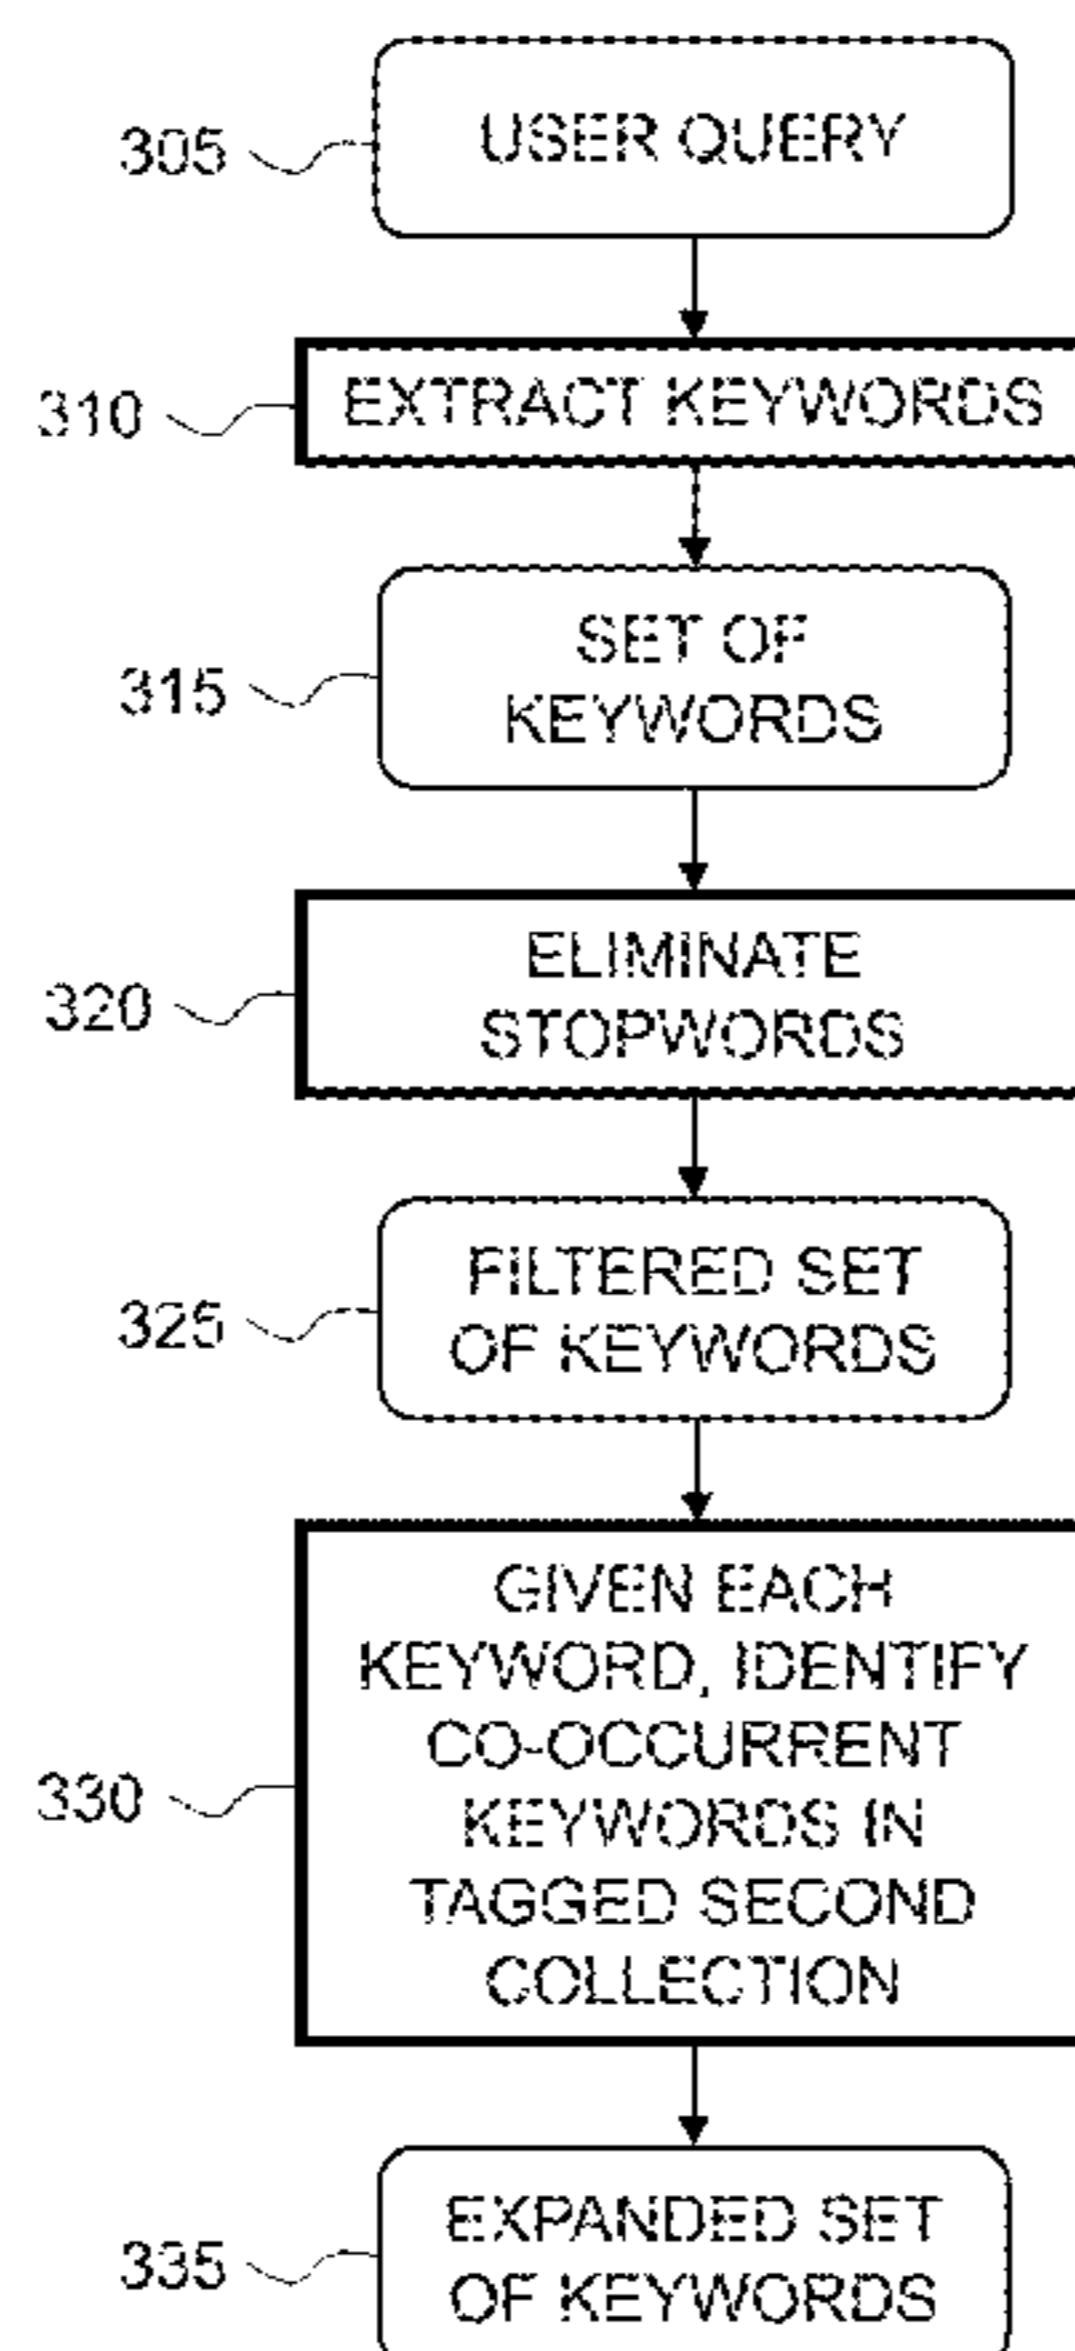 305
USER QUERY
310
EXTRACT KEYWORDS
315
SET OF
KEYWORDS
320
ELIMINATE
STOPWORDS
325
FILTERED SET
OF KEYWORDS
330
GIVEN EACH
KEYWORD, IDENTIFY
CO-OCCURRENT
KEYWORDS IN
TAGGED SECOND
COLLECTION
335
EXPANDED SET
OF KEYWORDS